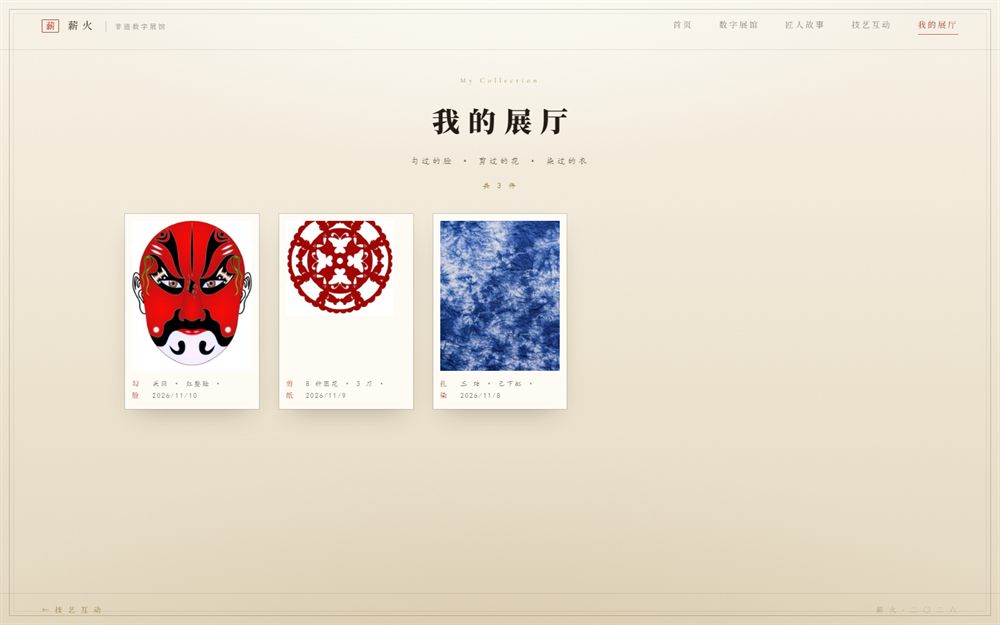 薪 薪火 非遗数字展馆
首页 数字展馆 匠人故事 技艺互动 我的展厅
My Collection
我的展厅
勾过的脸 • 剪过的花 • 染过的衣
共 3 件
勾脸 关羽 • 红整脸 •
2026/11/10
剪纸 8 折团花 • 3 刀 •
2026/11/9
扎染 五 扎 • 已下缸 •
2026/11/8
← 技艺互动
薪火·二〇二六